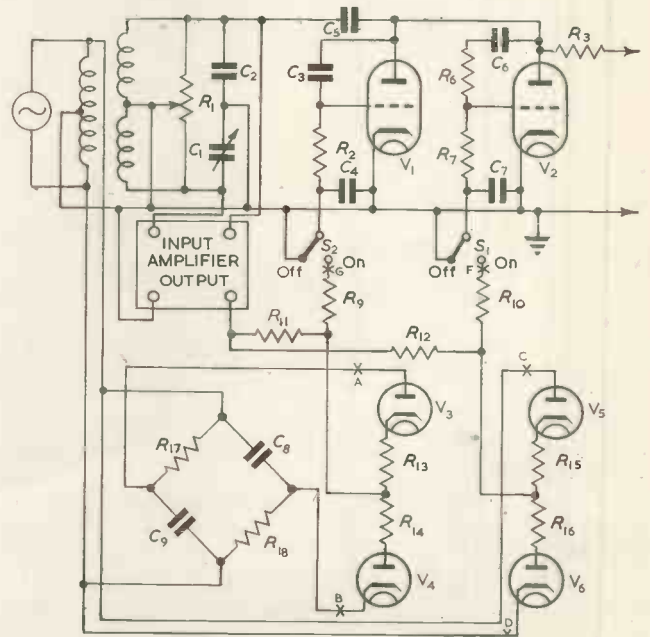 C5
R3
C2
C3
C6
R6
R1
C1
R2
R7
V1
V2
C4
C7
INPUT
AMPLIFIER
OUTPUT
S2
On
Off
G
S1
On
Off
F
R9
R10
R11
R12
A
C
V3
V5
R17
C8
R13
R15
C9
R18
R14
R16
B
V4
V6
D